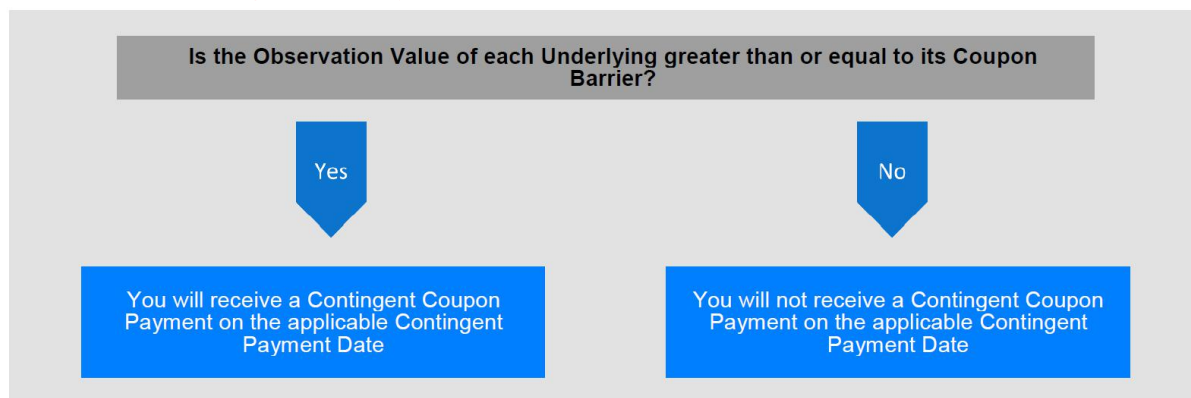 Is the Observation Value of each Underlying greater than or equal to its Coupon
Barrier?
Yes
No
You will receive a Contingent Coupon
Payment on the applicable Contingent
Payment Date
You will not receive a Contingent Coupon
Payment on the applicable Contingent
Payment Date